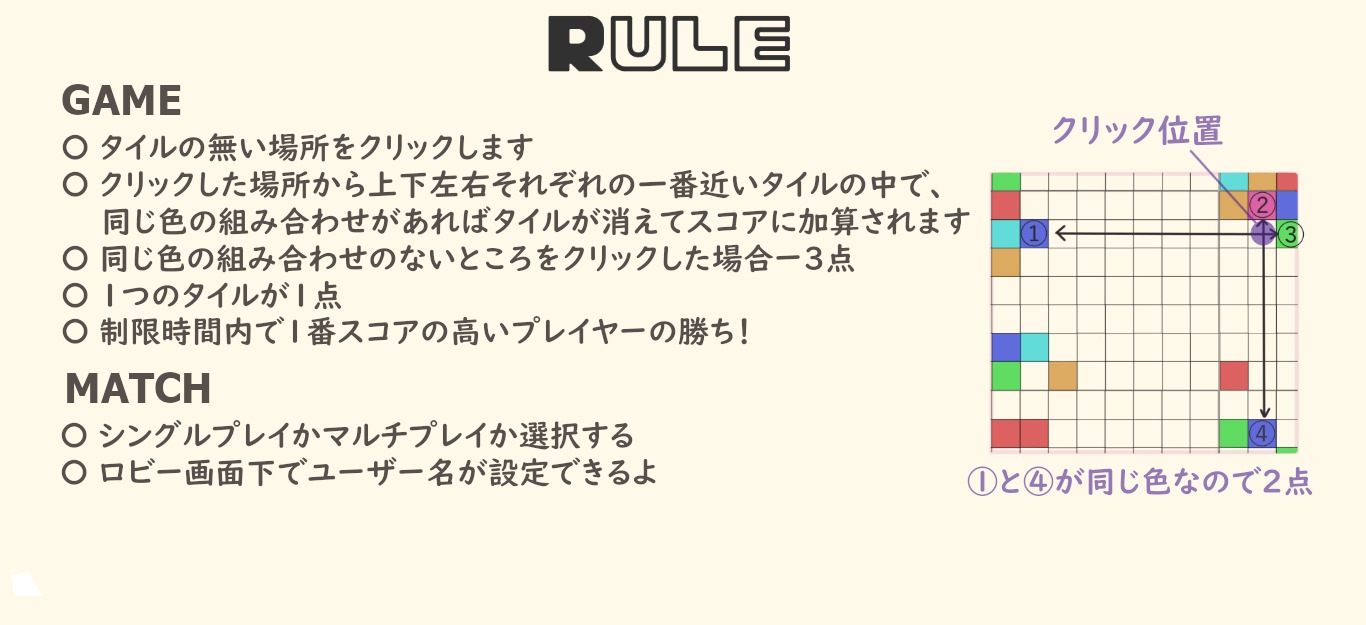 RULE
GAME
○ タイルの無い場所をクリックします
○ クリックした場所から上下左右それぞれの一番近いタイルの中で、
同じ色の組み合わせがあればタイルが消えてスコアに加算されます
○ 同じ色の組み合わせのないところをクリックした場合ー3点
○ 1つのタイルが1点
○ 制限時間内で1番スコアの高いプレイヤーの勝ち!
MATCH
○ シングルプレイかマルチプレイか選択する
○ ロビー画面下でユーザー名が設定できるよ
クリック位置
②
① ③
④
①と④が同じ色なので2点